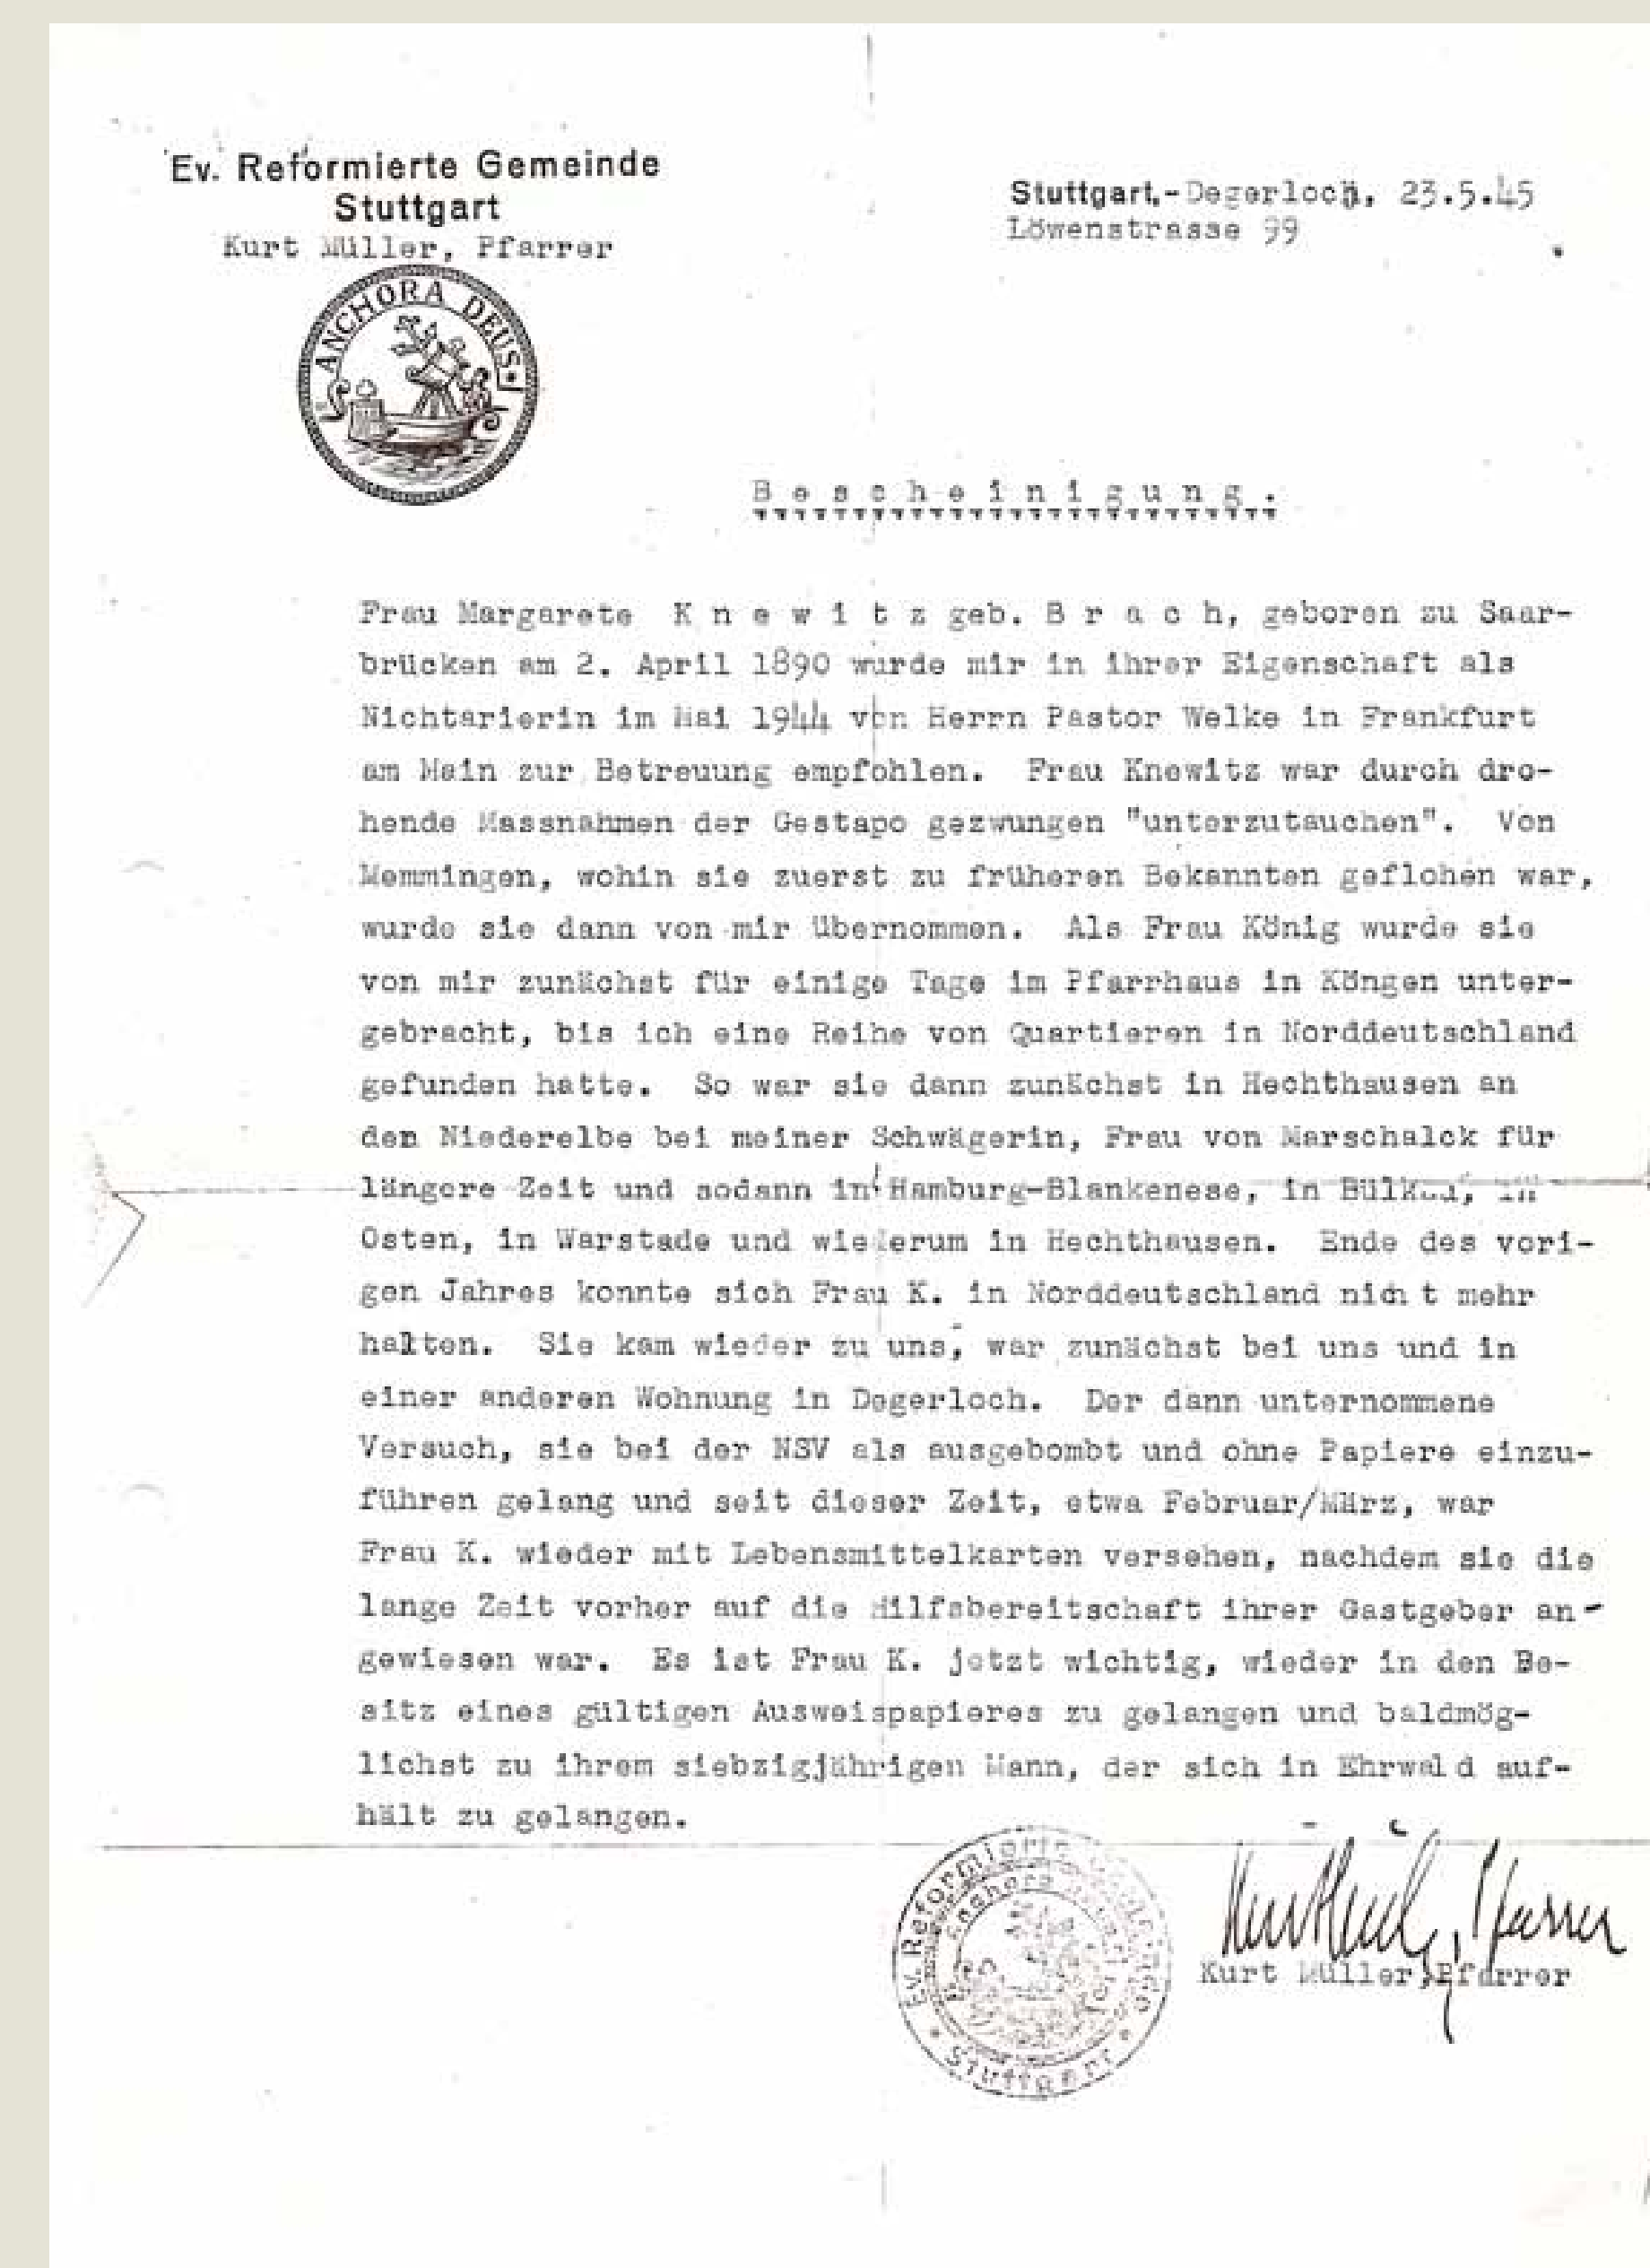 Ev. Reformierte Gemeinde
Stuttgart
Kurt Müller, Pfarrer
ANCHORA DEUS
Stuttgart.-Degerloch, 23.5.45
Löwenstrasse 99
B e s c h e i n i g u n g .
Frau Margarete K n e w i t z geb. B r a c h, geboren zu Saar-
brücken am 2. April 1890 wurde mir in ihrer Eigenschaft als
Nichtarierin im Mai 1944 von Herrn Pastor Welke in Frankfurt
am Main zur Betreuung empfohlen. Frau Knewitz war durch dro-
hende Massnahmen der Gestapo gezwungen "unterzutauchen". Von
Memmingen, wohin sie zuerst zu früheren Bekannten geflohen war,
wurde sie dann von mir übernommen. Als Frau König wurde sie
von mir zunächst für einige Tage im Pfarrhaus in Köngen unter-
gebracht, bis ich eine Reihe von Quartieren in Norddeutschland
gefunden hatte. So war sie dann zunächst in Hechthausen an
den Niederelbe bei meiner Schwägerin, Frau von Marschalck für
längere Zeit und sodann in Hamburg-Blankenese, in
Osten, in Warstade und wiederum in Hechthausen. Ende des vori-
gen Jahres konnte sich Frau K. in Norddeutschland nicht mehr
halten. Sie kam wieder zu uns, war zunächst bei uns und in
einer anderen Wohnung in Degerloch. Der dann unternommene
Versuch, sie bei der NSV als ausgebombt und ohne Papiere einzu-
führen gelang und seit dieser Zeit, etwa Februar/März, war
Frau K. wieder mit Lebensmittelkarten versehen, nachdem sie die
lange Zeit vorher auf die Hilfsbereitschaft ihrer Gastgeber an-
gewiesen war. Es ist Frau K. jetzt wichtig, wieder in den Be-
sitz eines gültigen Ausweispapieres zu gelangen und baldmög-
lichst zu ihrem siebzigjährigen Mann, der sich in Ehrwald auf-
hält zu gelangen.
Ev. Reformierte Gemeinde
Stuttgart
Kurt Müller, Pfarrer
Kurt Müller,Pfarrer